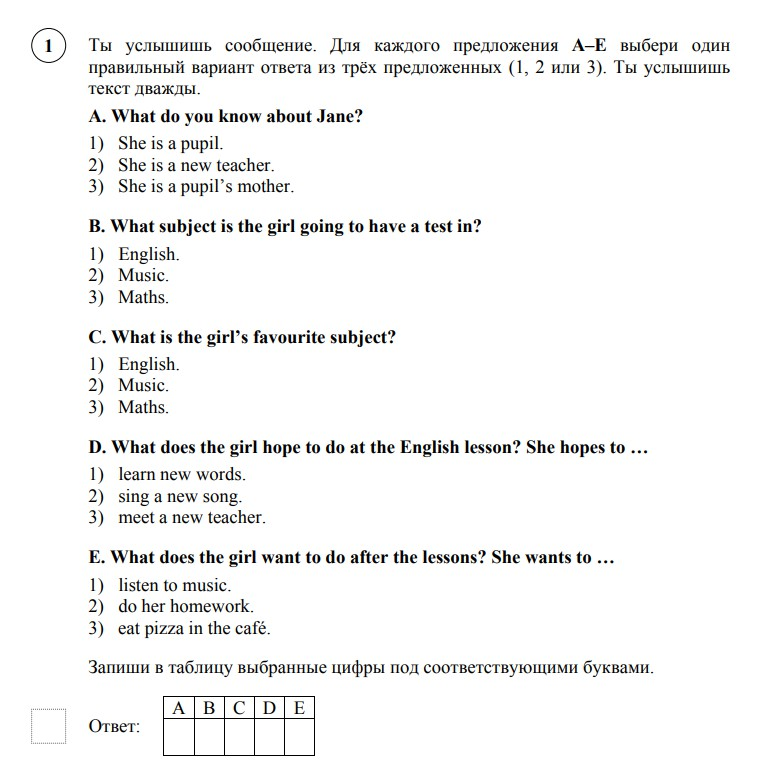 1 Ты услышишь сообщение. Для каждого предложения A–E выбери один
правильный вариант ответа из трёх предложенных (1, 2 или 3). Ты услышишь
текст дважды.
A. What do you know about Jane?
1) She is a pupil.
2) She is a new teacher.
3) She is a pupil’s mother.
B. What subject is the girl going to have a test in?
1) English.
2) Music.
3) Maths.
C. What is the girl’s favourite subject?
1) English.
2) Music.
3) Maths.
D. What does the girl hope to do at the English lesson? She hopes to …
1) learn new words.
2) sing a new song.
3) meet a new teacher.
E. What does the girl want to do after the lessons? She wants to …
1) listen to music.
2) do her homework.
3) eat pizza in the café.
Запиши в таблицу выбранные цифры под соответствующими буквами.
A B C D E
Ответ: